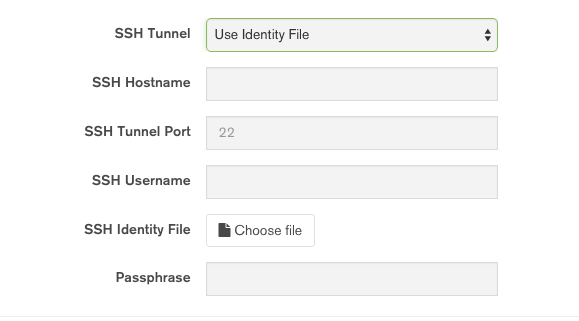 SSH Tunnel Use Identity File
SSH Hostname
SSH Tunnel Port 22
SSH Username
SSH Identity File Choose file
Passphrase